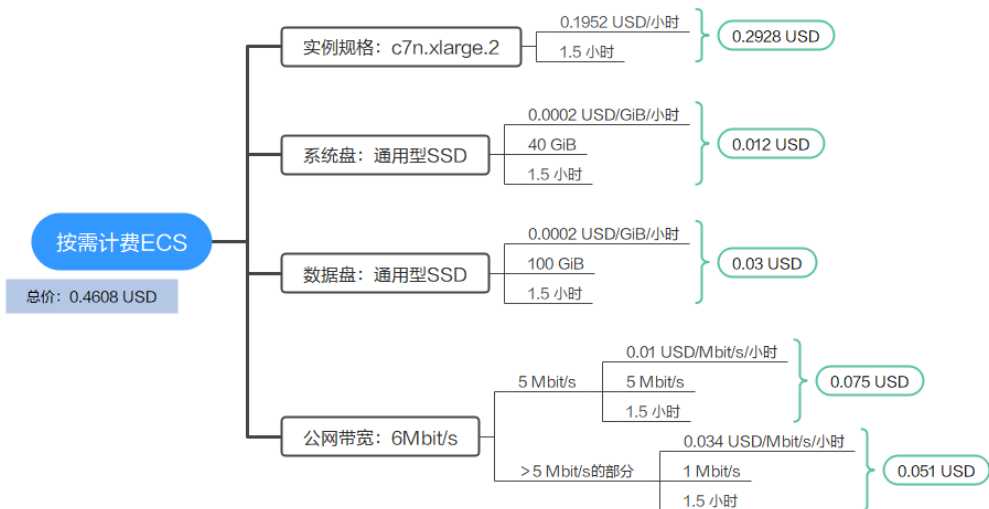 按需计费ECS
总价：0.4608 USD
实例规格：c7n.xlarge.2
0.1952 USD/小时
1.5 小时
0.2928 USD
系统盘：通用型SSD
0.0002 USD/GiB/小时
40 GiB
1.5 小时
0.012 USD
数据盘：通用型SSD
0.0002 USD/GiB/小时
100 GiB
1.5 小时
0.03 USD
公网带宽：6Mbit/s
5 Mbit/s
0.01 USD/Mbit/s/小时
5 Mbit/s
1.5 小时
0.075 USD
>5 Mbit/s的部分
0.034 USD/Mbit/s/小时
1 Mbit/s
1.5 小时
0.051 USD